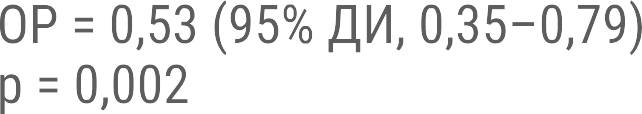 ОР = 0,53 (95% ДИ, 0,35–0,79)
р = 0,002